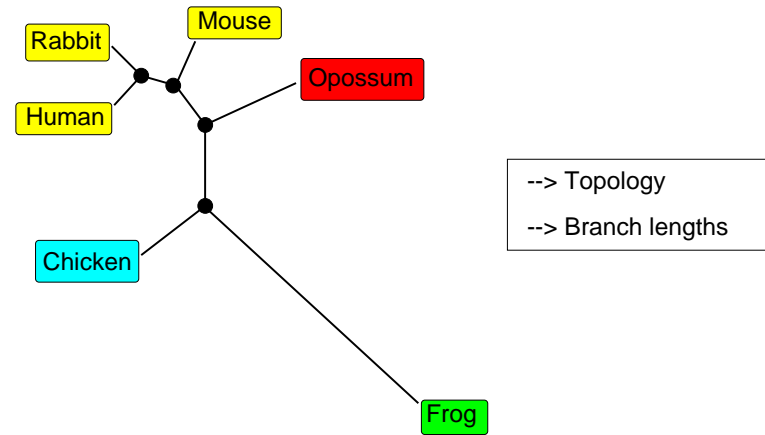 Mouse
Rabbit
Opossum
Human
--> Topology
--> Branch lengths
Chicken
Frog